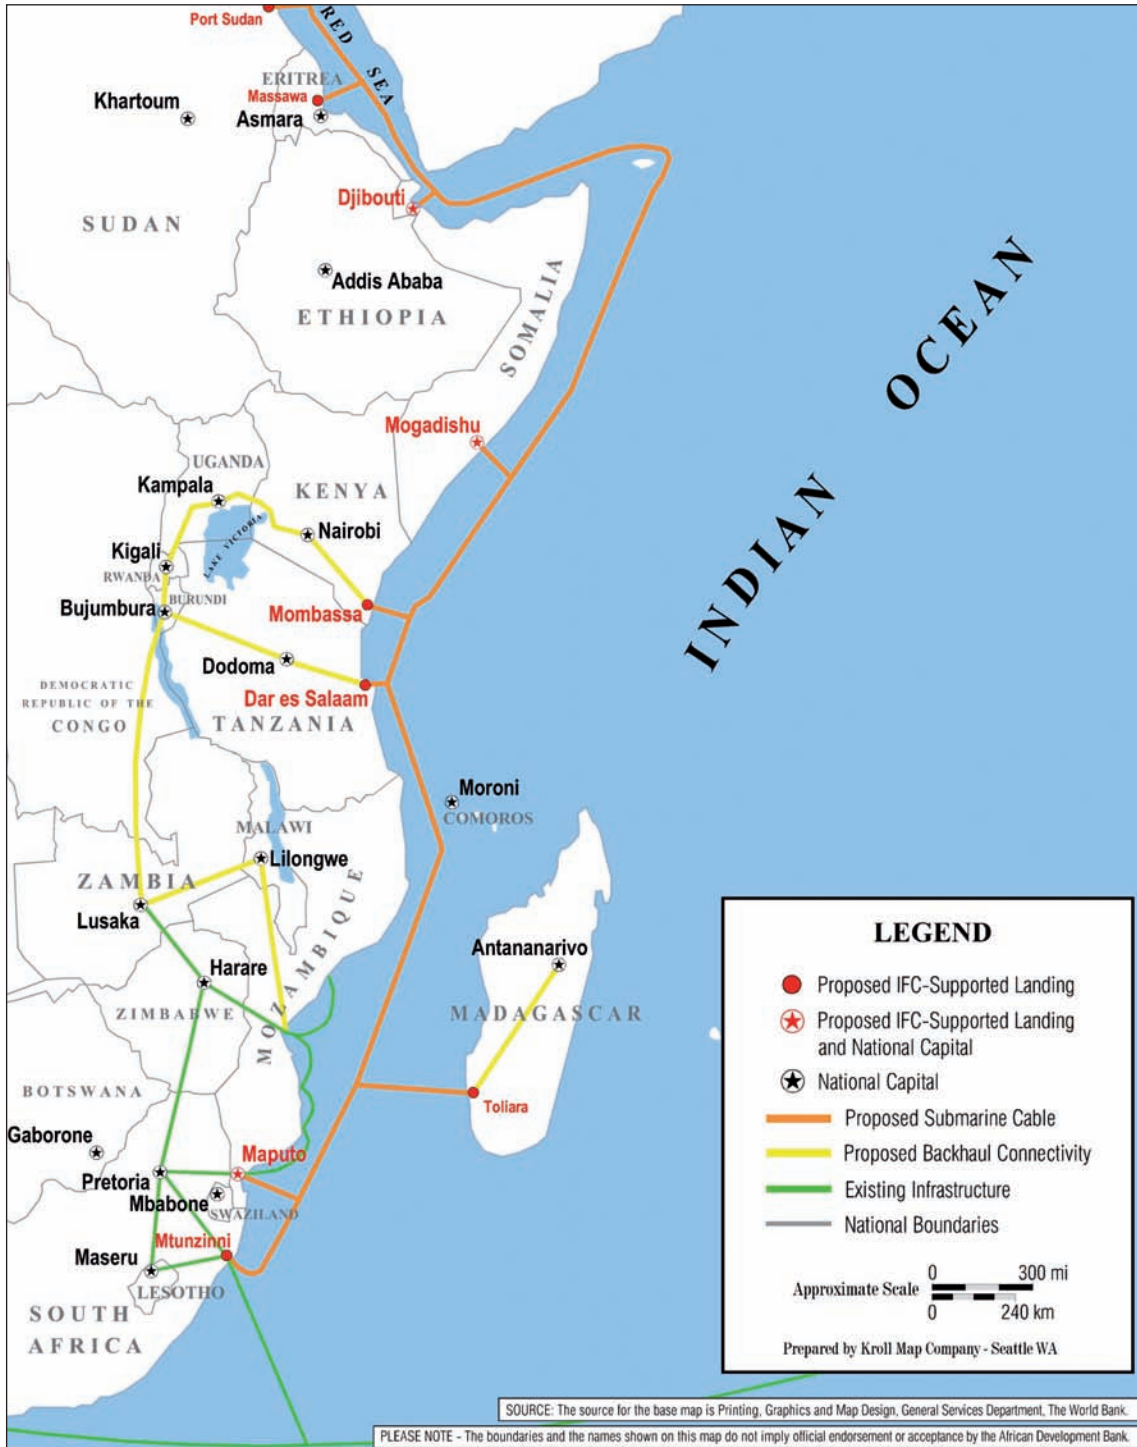 Port Sudan
RED SEA
ERITREA
Massawa
Khartoum
Asmara
Djibouti
SUDAN
Addis Ababa
ETHIOPIA
SOMALIA
INDIAN OCEAN
Mogadishu
UGANDA
Kampala
KENYA
Nairobi
LAKE VICTORIA
Kigali
RWANDA
BURUNDI
Bujumbura
Mombassa
Dodoma
DEMOCRATIC
REPUBLIC OF THE
CONGO
Dar es Salaam
TANZANIA
Moroni
COMOROS
MALAWI
Lilongwe
ZAMBIA
Lusaka
MOZAMBIQUE
Antananarivo
Harare
ZIMBABWE
MADAGASCAR
BOTSWANA
Toliara
Gaborone
Maputo
Pretoria
Mbabone
SWAZILAND
Mtunzinni
Maseru
LESOTHO
SOUTH
AFRICA
LEGEND
Proposed IFC-Supported Landing
Proposed IFC-Supported Landing
and National Capital
National Capital
Proposed Submarine Cable
Proposed Backhaul Connectivity
Existing Infrastructure
National Boundaries
Approximate Scale
0 300 mi
0 240 km
Prepared by Kroll Map Company - Seattle WA
SOURCE: The source for the base map is Printing, Graphics and Map Design, General Services Department, The World Bank.
PLEASE NOTE - The boundaries and the names shown on this map do not imply official endorsement or acceptance by the African Development Bank.